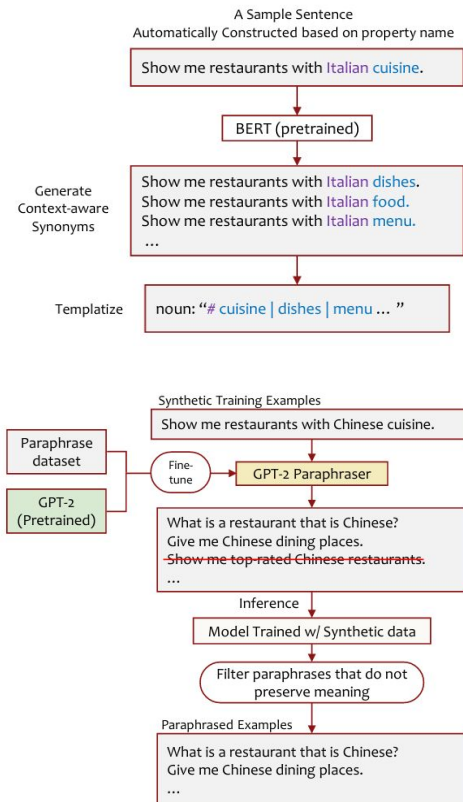 A Sample Sentence
Automatically Constructed based on property name
Show me restaurants with Italian cuisine.
BERT (pretrained)
Generate
Context-aware
Synonyms
Show me restaurants with Italian dishes.
Show me restaurants with Italian food.
Show me restaurants with Italian menu.
...
Templatize
noun: “# cuisine | dishes | menu ... ”
Synthetic Training Examples
Show me restaurants with Chinese cuisine.
Paraphrase
dataset
Fine-
tune
GPT-2 Paraphraser
GPT-2
(Pretrained)
What is a restaurant that is Chinese?
Give me Chinese dining places.
Show me top-rated Chinese restaurants.
...
Inference
Model Trained w/ Synthetic data
Filter paraphrases that do not
preserve meaning
Paraphrased Examples
What is a restaurant that is Chinese?
Give me Chinese dining places.
...